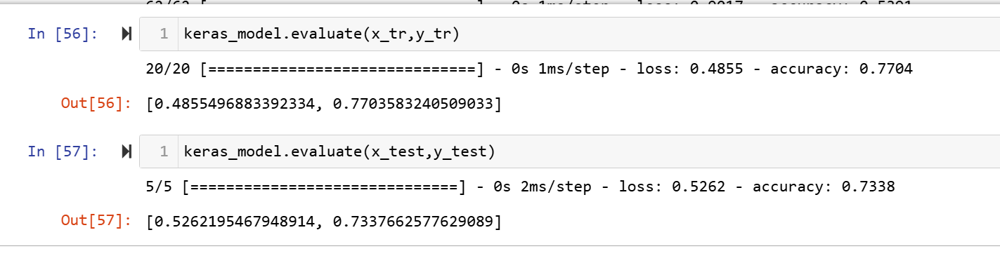 In [56]: 1 keras_model.evaluate(x_tr,y_tr)
20/20 [==============================] - 0s 1ms/step - loss: 0.4855 - accuracy: 0.7704
Out[56]: [0.4855496883392334, 0.7703583240509033]
In [57]: 1 keras_model.evaluate(x_test,y_test)
5/5 [==============================] - 0s 2ms/step - loss: 0.5262 - accuracy: 0.7338
Out[57]: [0.5262195467948914, 0.7337662577629089]